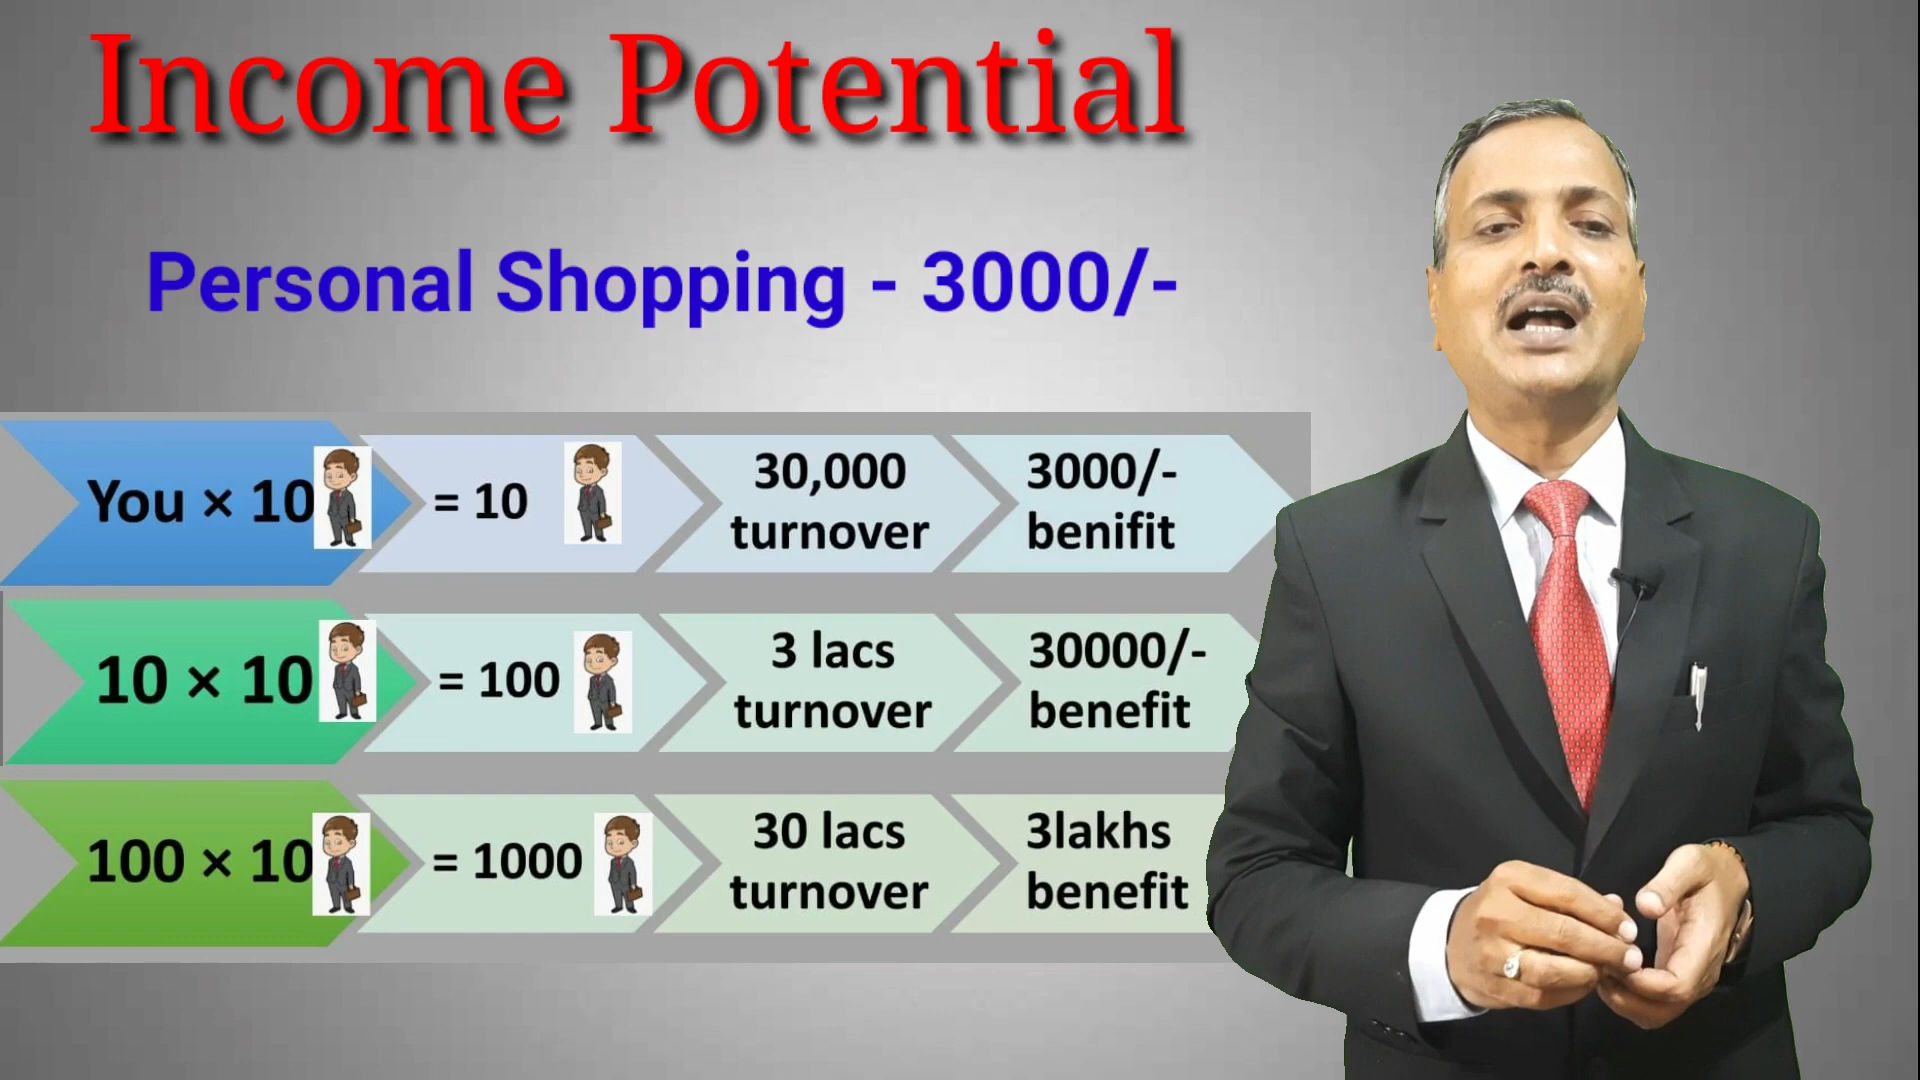 Income Potential
Personal Shopping - 3000/-
You × 10
= 10
30,000
turnover
3000/-
benifit
10 × 10
= 100
3 lacs
turnover
30000/-
benefit
100 × 10
= 1000
30 lacs
turnover
3lakhs
benefit